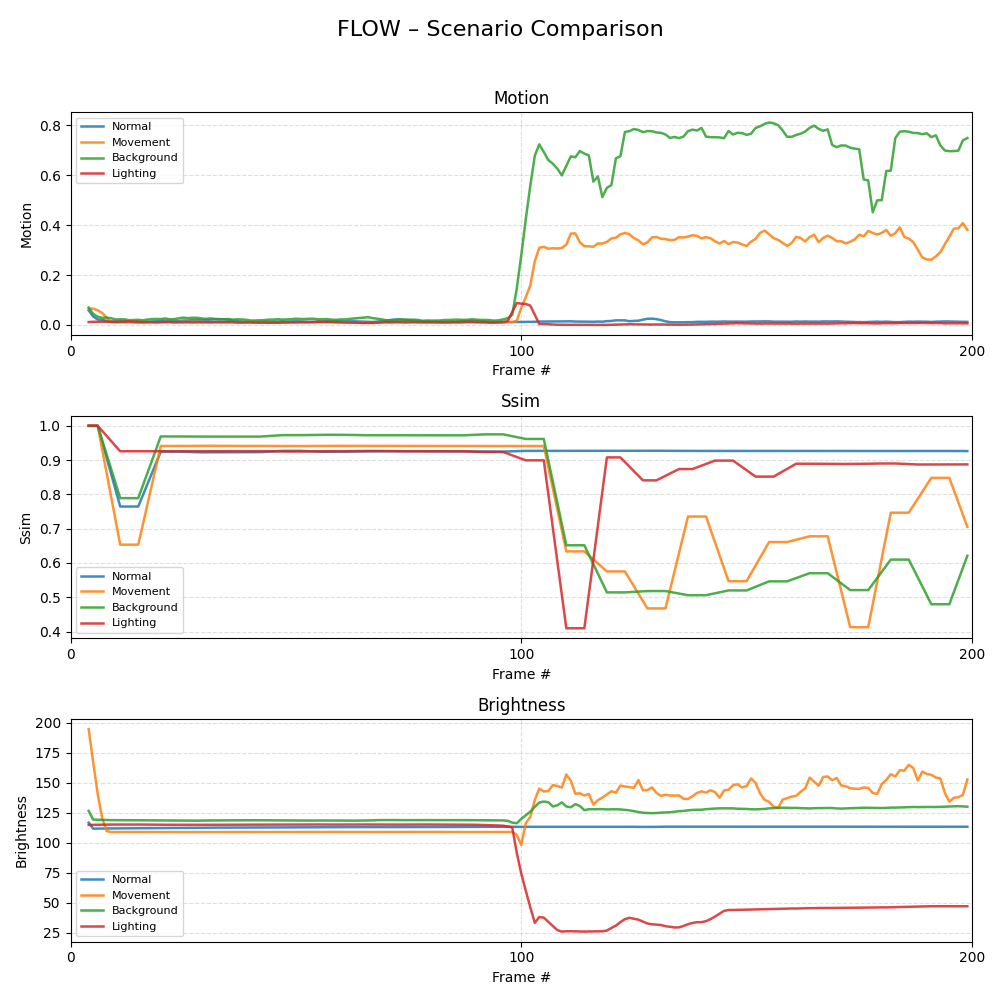 FLOW – Scenario Comparison
Motion
Normal
Movement
Background
Lighting
0.8
0.6
0.4
0.2
0.0
Motion
0
100
200
Frame #
Ssim
1.0
0.9
0.8
0.7
0.6
0.5
0.4
Ssim
Normal
Movement
Background
Lighting
0
100
200
Frame #
Brightness
200
175
150
125
100
75
50
25
Brightness
Normal
Movement
Background
Lighting
0
100
200
Frame #